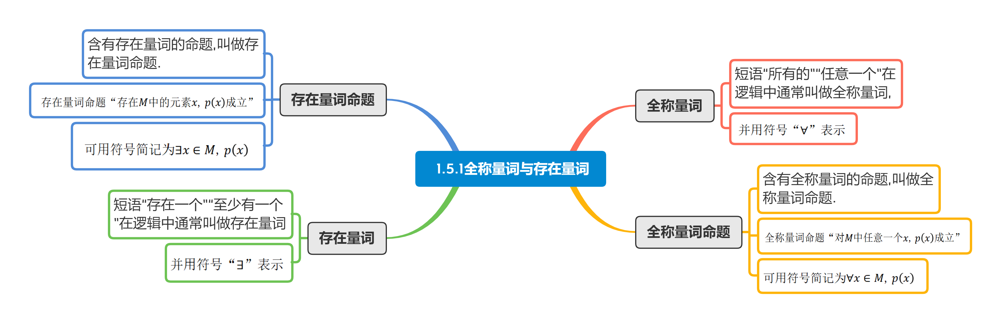 含有存在量词的命题,叫做存
在量词命题.
存在量词命题“存在M中的元素x, p(x)成立”
可用符号简记为∃x ∈ M, p(x)
存在量词命题
短语“存在一个""至少有一个
"在逻辑中通常叫做存在量词
并用符号“∃”表示
存在量词
1.5.1全称量词与存在量词
全称量词
短语“所有的"“任意一个"在
逻辑中通常叫做全称量词,
并用符号“∀”表示
全称量词命题
含有全称量词的命题,叫做全
称量词命题.
全称量词命题“对M中任意一个x, p(x)成立”
可用符号简记为∀x ∈ M, p(x)